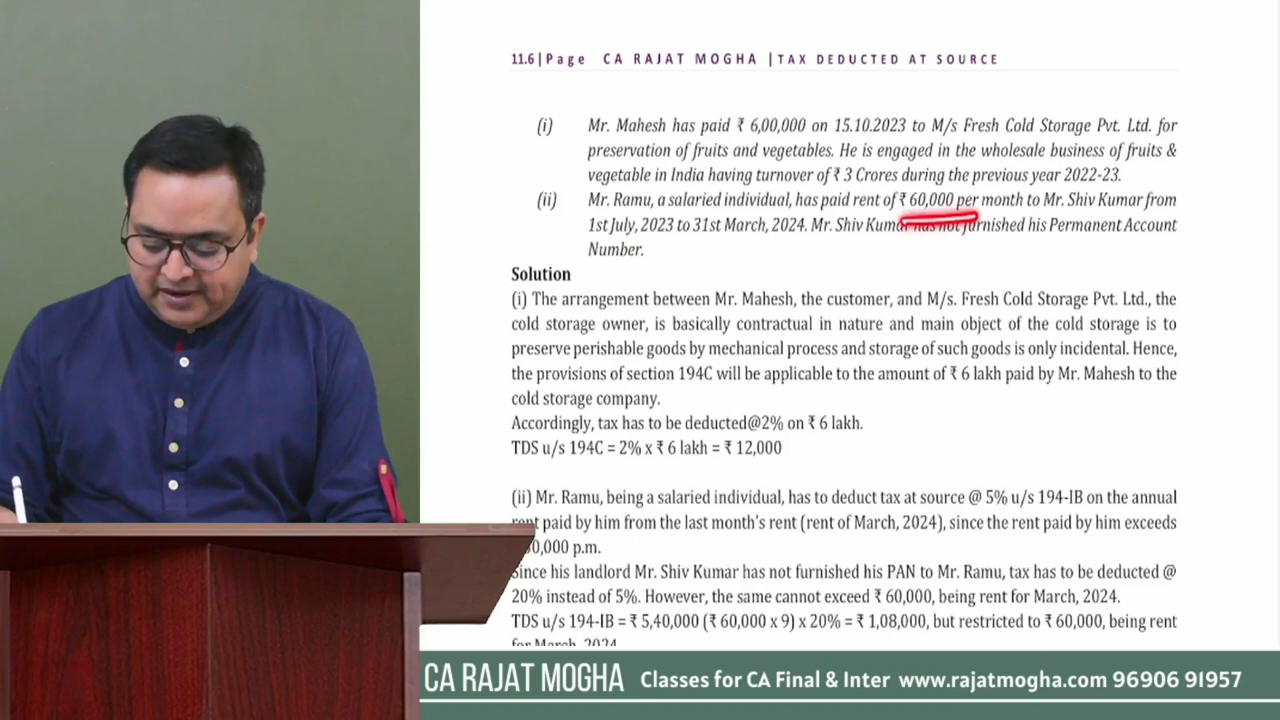 11.6|Page CA RAJAT MOGHA |TAX DEDUCTED AT SOURCE
(i) Mr. Mahesh has paid ₹ 6,00,000 on 15.10.2023 to M/s Fresh Cold Storage Pvt. Ltd. for
preservation of fruits and vegetables. He is engaged in the wholesale business of fruits &
vegetable in India having turnover of ₹ 3 Crores during the previous year 2022-23.
(ii) Mr. Ramu, a salaried individual, has paid rent of ₹ 60,000 per month to Mr. Shiv Kumar from
1st July, 2023 to 31st March, 2024. Mr. Shiv Kumar has not furnished his Permanent Account
Number.
Solution
(i) The arrangement between Mr. Mahesh, the customer, and M/s. Fresh Cold Storage Pvt. Ltd., the
cold storage owner, is basically contractual in nature and main object of the cold storage is to
preserve perishable goods by mechanical process and storage of such goods is only incidental. Hence,
the provisions of section 194C will be applicable to the amount of ₹ 6 lakh paid by Mr. Mahesh to the
cold storage company.
Accordingly, tax has to be deducted@2% on ₹ 6 lakh.
TDS u/s 194C = 2% x ₹ 6 lakh = ₹ 12,000
(ii) Mr. Ramu, being a salaried individual, has to deduct tax at source @ 5% u/s 194-IB on the annual
rent paid by him from the last month's rent (rent of March, 2024), since the rent paid by him exceeds
0,000 p.m.
Since his landlord Mr. Shiv Kumar has not furnished his PAN to Mr. Ramu, tax has to be deducted @
20% instead of 5%. However, the same cannot exceed ₹ 60,000, being rent for March, 2024.
TDS u/s 194-IB = ₹ 5,40,000 (₹ 60,000 x 9) x 20% = ₹ 1,08,000, but restricted to ₹ 60,000, being rent
for March, 2024
CA RAJAT MOGHA Classes for CA Final & Inter www.rajatmogha.com 96906 91957